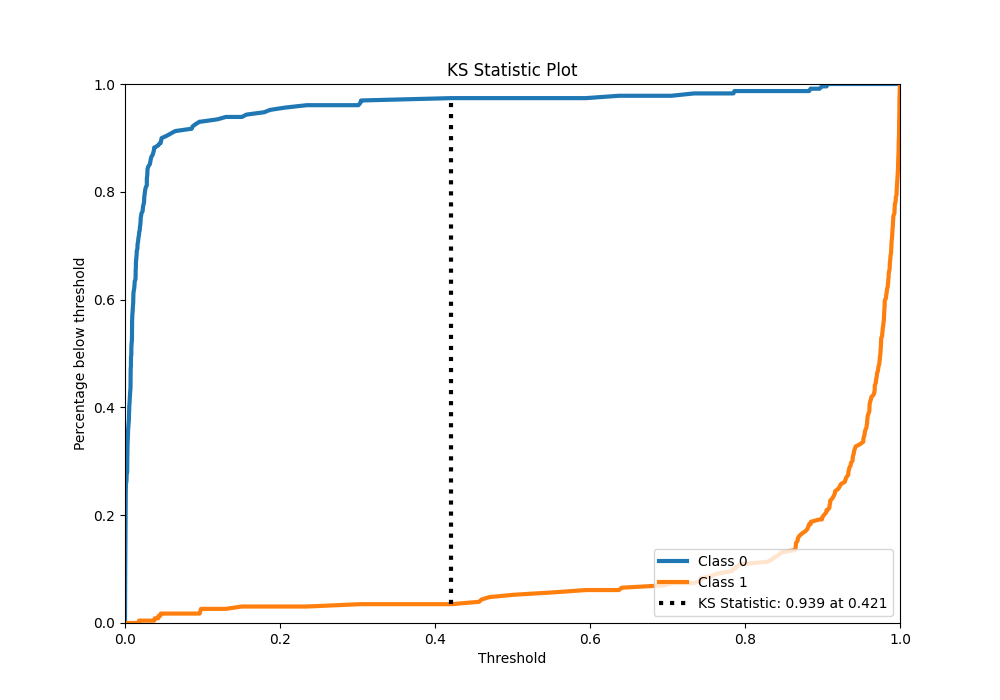 KS Statistic Plot
1.0
0.8
0.6
0.4
0.2
0.0
Percentage below threshold
Class 0
Class 1
KS Statistic: 0.939 at 0.421
0.0 0.2 0.4 0.6 0.8 1.0
Threshold